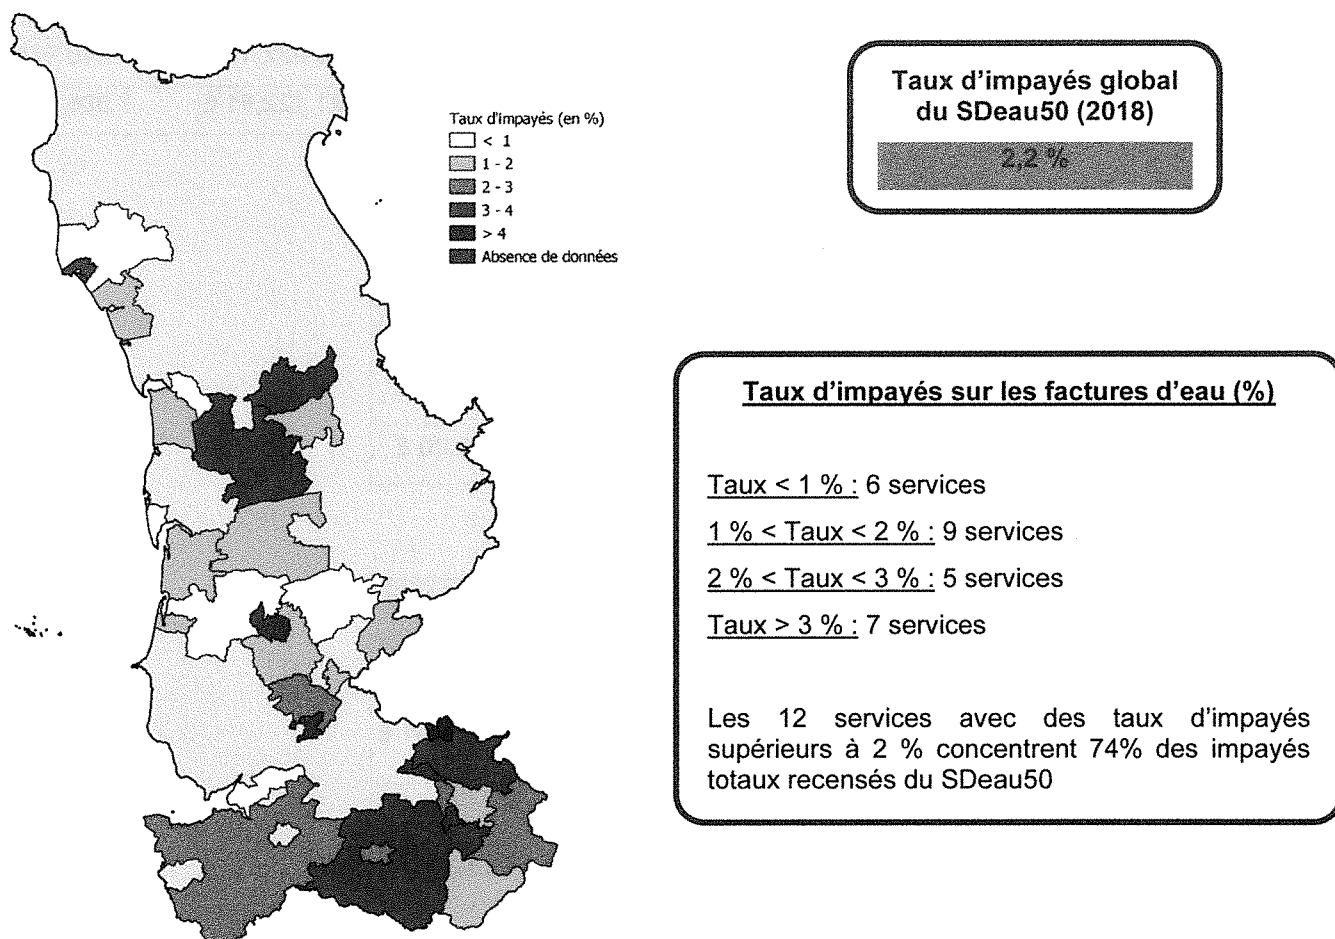 Taux d'impayés global
du SDeau50 (2018)
2,2 %
Taux d'impayés (en %)
< 1
1 - 2
2 - 3
3 - 4
> 4
Absence de données
Taux d'impayés sur les factures d'eau (%)
Taux < 1 % : 6 services
1 % < Taux < 2 % : 9 services
2 % < Taux < 3 % : 5 services
Taux > 3 % : 7 services
Les 12 services avec des taux d'impayés
supérieurs à 2 % concentrent 74% des impayés
totaux recensés du SDeau50